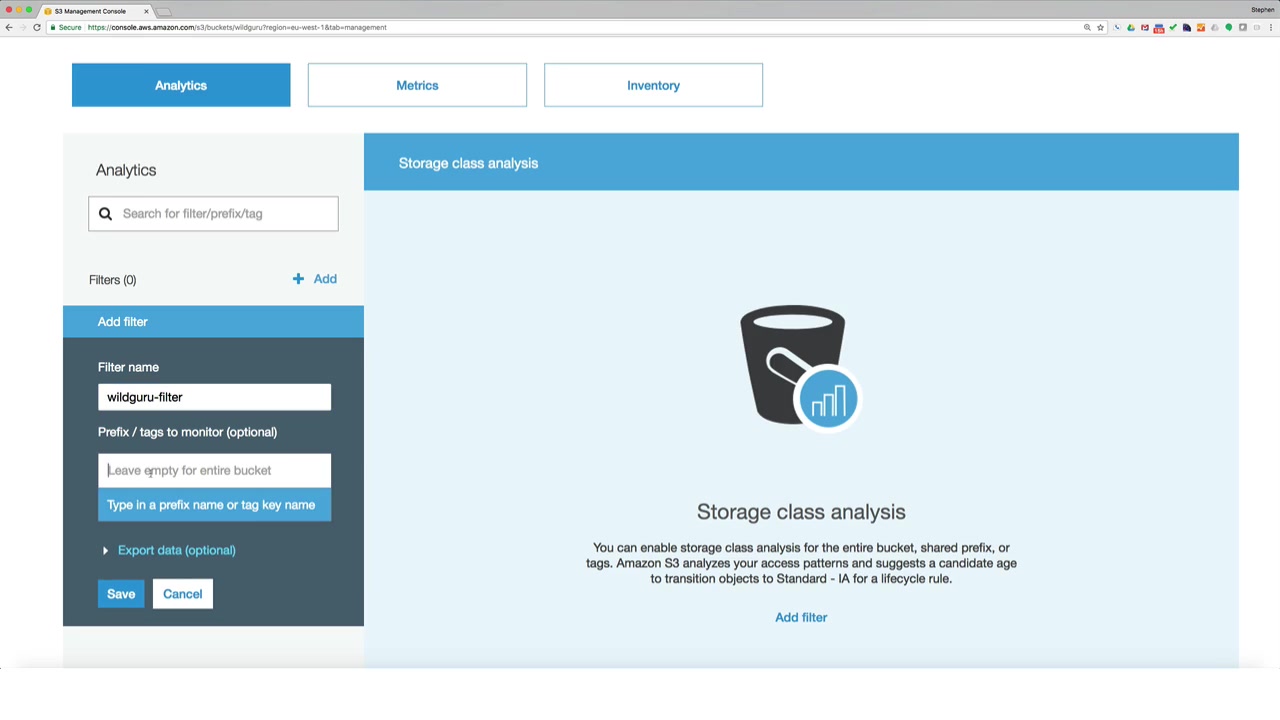 S3 Management Console
Stephen
Secure
https://console.aws.amazon.com/s3/buckets/wildguru?region=eu-west-1&tab=management
Analytics
Metrics
Inventory
Analytics
Search for filter/prefix/tag
Filters (0)
Add
Add filter
Filter name
wildguru-filter
Prefix / tags to monitor (optional)
Leave empty for entire bucket
Type in a prefix name or tag key name
Export data (optional)
Save
Cancel
Storage class analysis
Storage class analysis
You can enable storage class analysis for the entire bucket, shared prefix, or
tags. Amazon S3 analyzes your access patterns and suggests a candidate age
to transition objects to Standard - IA for a lifecycle rule.
Add filter